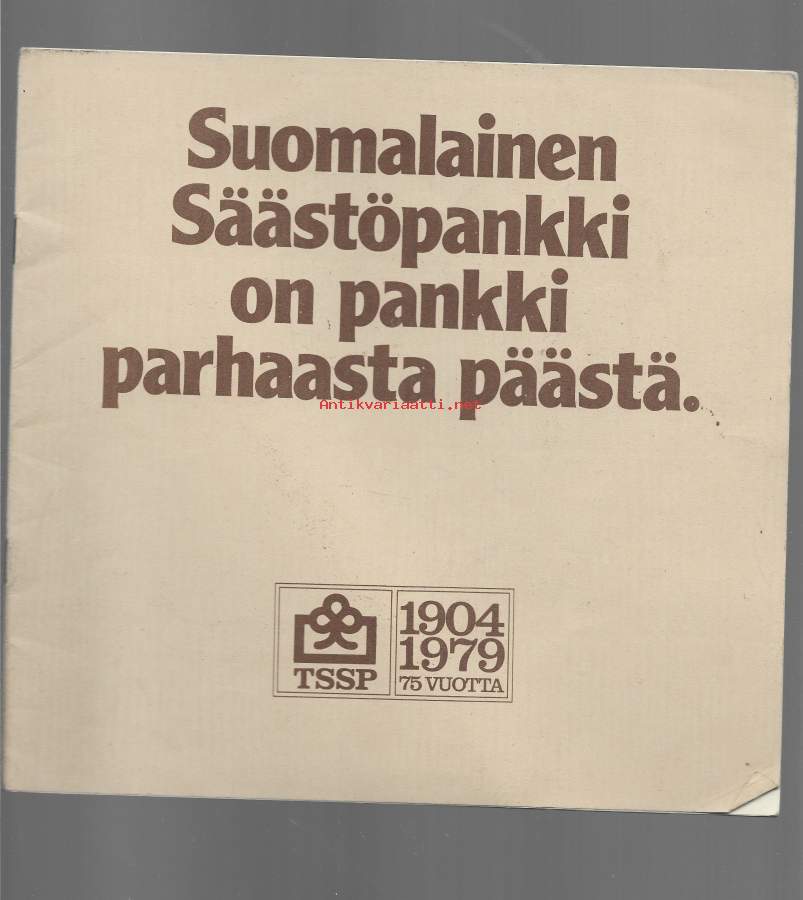 Suomalainen
Säästöpankki
on pankki
parhaasta päästä.
Antikvariaatti.net
TSSP
1904
1979
75 VUOTTA